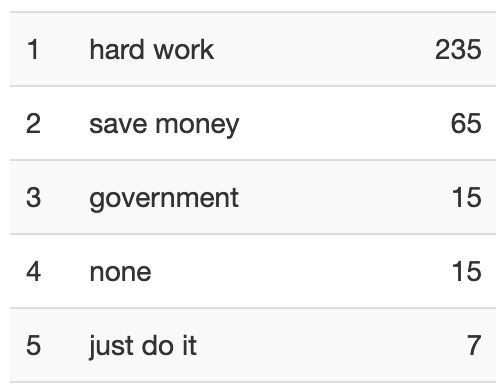 1 hard work 235
2 save money 65
3 government 15
4 none 15
5 just do it 7